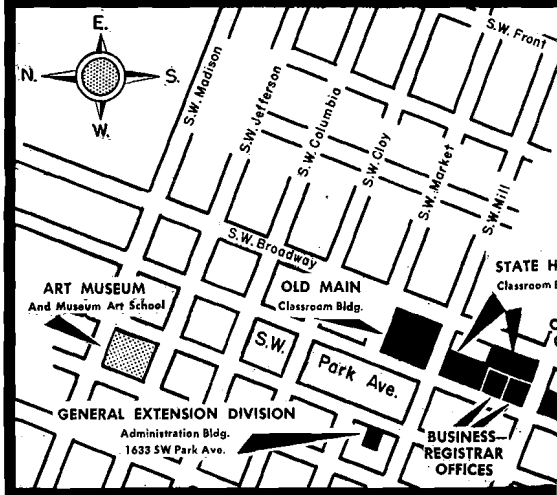 E.
N.
S.
W.
S.W. Front
S.W. Madison
S.W. Jefferson
S.W. Columbia
S.W. Clay
S.W. Market
S.W. Mill
S.W. Broadway
STATE H
Classroom B
ART MUSEUM
And Museum Art School
OLD MAIN
Classroom Bldg.
S.W.
Park Ave.
GENERAL EXTENSION DIVISION
Administration Bldg.
1633 SW Park Ave.
BUSINESS—
REGISTRAR
OFFICES